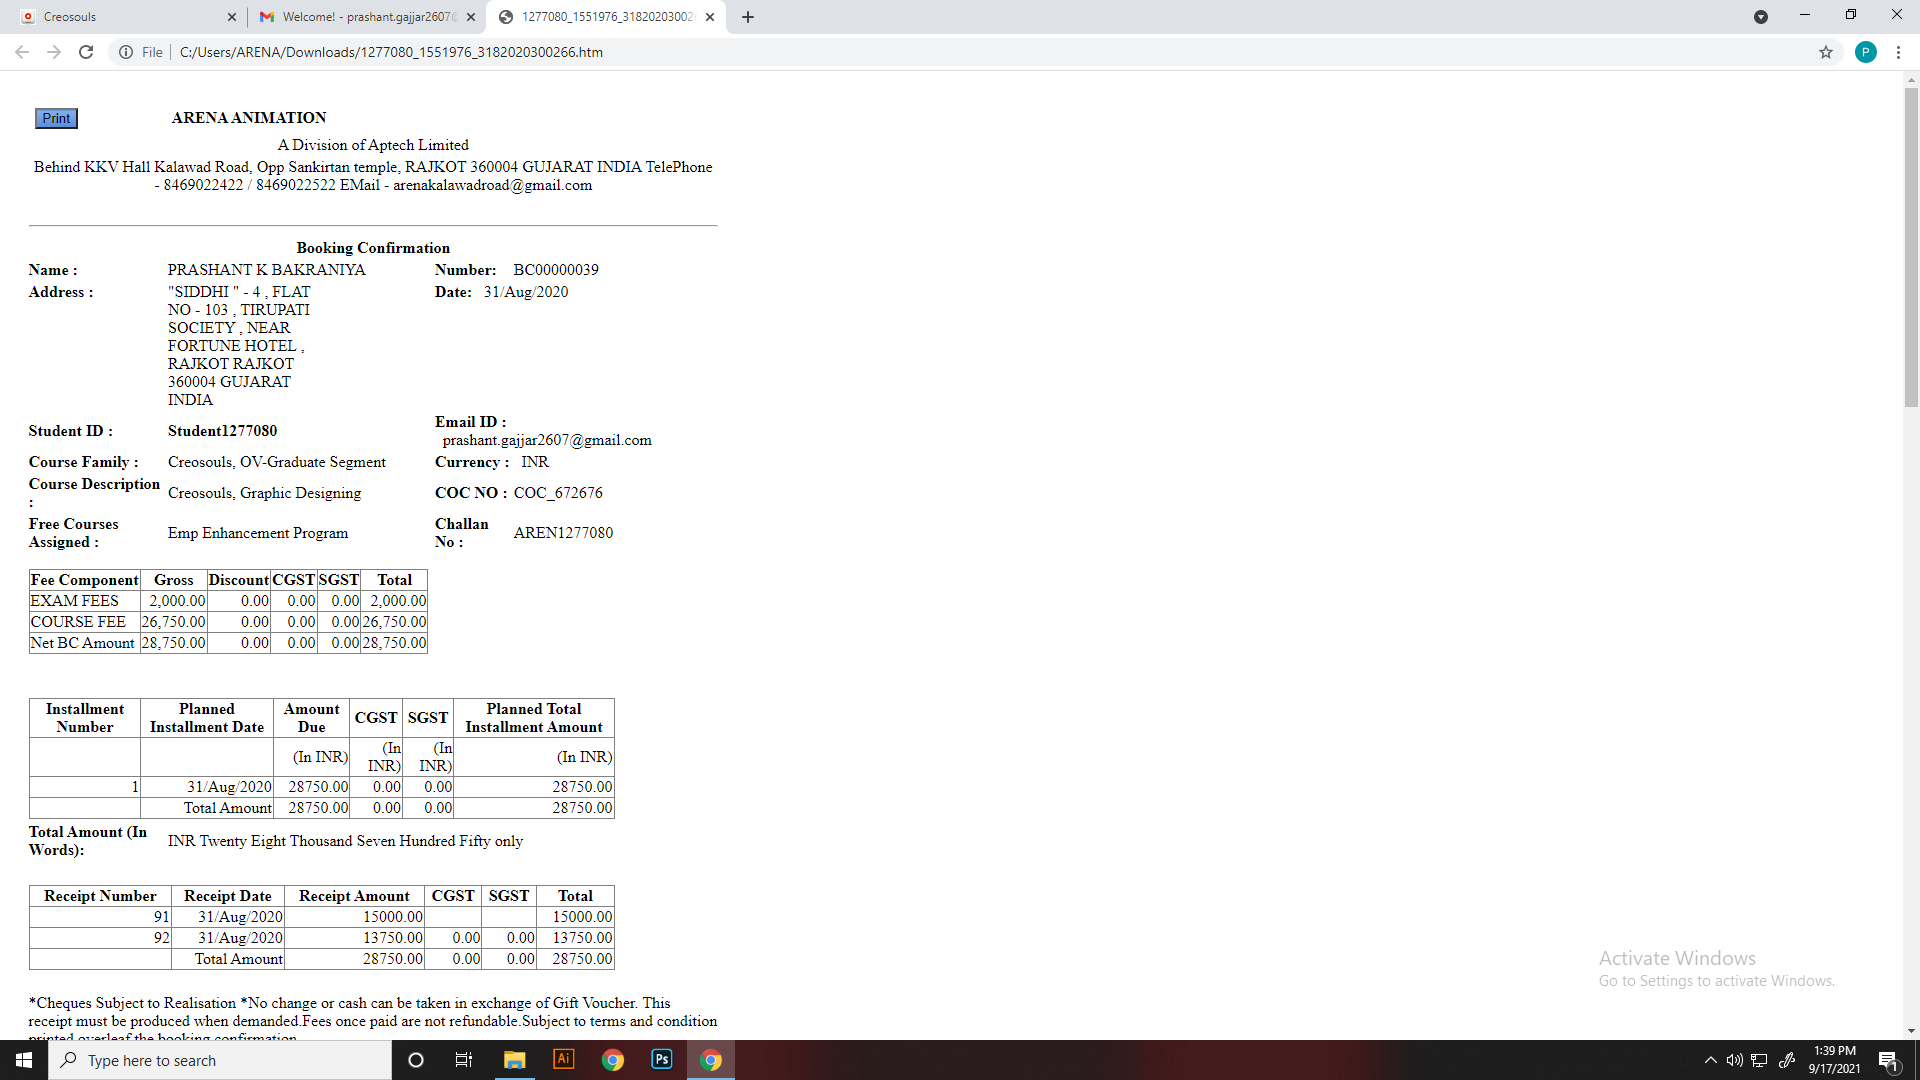 Creosouls
Welcome! - prashant.gajjar2607@
1277080_1551976_31820203002
File
C:/Users/ARENA/Downloads/1277080_1551976_3182020300266.htm
P
Print
ARENA ANIMATION
A Division of Aptech Limited
Behind KKV Hall Kalawad Road, Opp Sankirtan temple, RAJKOT 360004 GUJARAT INDIA TelePhone
- 8469022422 / 8469022522 EMail - arenakalawadroad@gmail.com
Booking Confirmation
Name : PRASHANT K BAKRANIYA Number: BC00000039
Address : "SIDDHI " - 4 , FLAT Date: 31/Aug/2020
NO - 103 , TIRUPATI
SOCIETY , NEAR
FORTUNE HOTEL ,
RAJKOT RAJKOT
360004 GUJARAT
INDIA
Student ID : Student1277080 Email ID :
prashant.gajjar2607@gmail.com
Course Family : Creosouls, OV-Graduate Segment Currency : INR
Course Description
: Creosouls, Graphic Designing COC NO : COC_672676
Free Courses
Assigned : Emp Enhancement Program Challan
No : AREN1277080
Fee Component Gross Discount CGST SGST Total
EXAM FEES 2,000.00 0.00 0.00 0.00 2,000.00
COURSE FEE 26,750.00 0.00 0.00 0.00 26,750.00
Net BC Amount 28,750.00 0.00 0.00 0.00 28,750.00
Installment Number Planned Installment Date Amount Due CGST SGST Planned Total Installment Amount
(In INR) (In INR) (In INR) (In INR)
1 31/Aug/2020 28750.00 0.00 0.00 28750.00
Total Amount 28750.00 0.00 0.00 28750.00
Total Amount (In
Words): INR Twenty Eight Thousand Seven Hundred Fifty only
Receipt Number Receipt Date Receipt Amount CGST SGST Total
91 31/Aug/2020 15000.00 15000.00
92 31/Aug/2020 13750.00 0.00 0.00 13750.00
Total Amount 28750.00 0.00 0.00 28750.00
*Cheques Subject to Realisation *No change or cash can be taken in exchange of Gift Voucher. This
receipt must be produced when demanded.Fees once paid are not refundable.Subject to terms and condition
printed overleaf the booking confirmation
Activate Windows
Go to Settings to activate Windows.
Type here to search
Ai
Ps
1:39 PM
9/17/2021
1